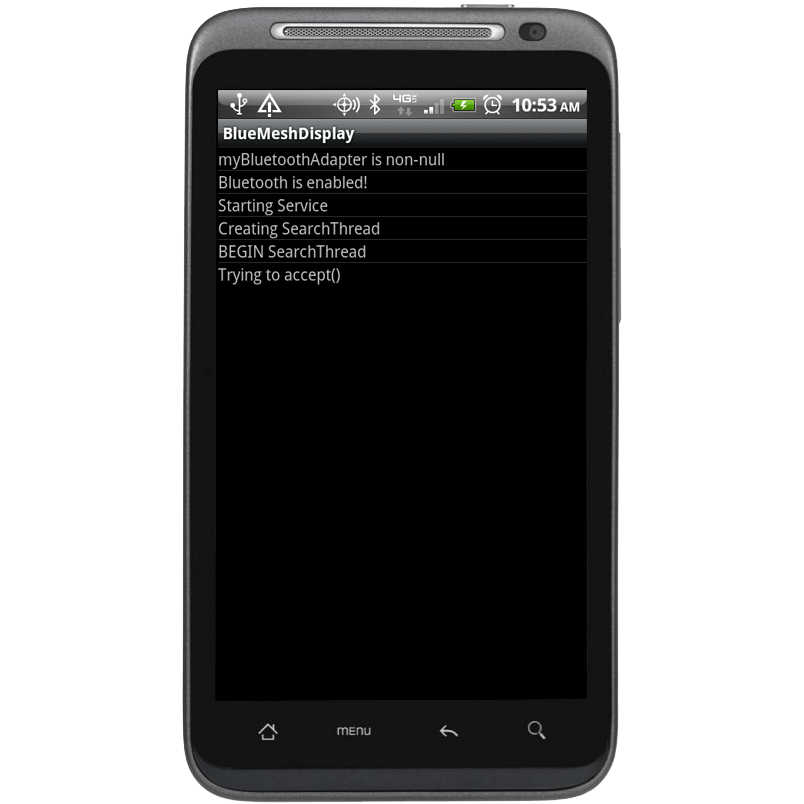 4G
10:53 AM
BlueMeshDisplay
myBluetoothAdapter is non-null
Bluetooth is enabled!
Starting Service
Creating SearchThread
BEGIN SearchThread
Trying to accept()
MENU